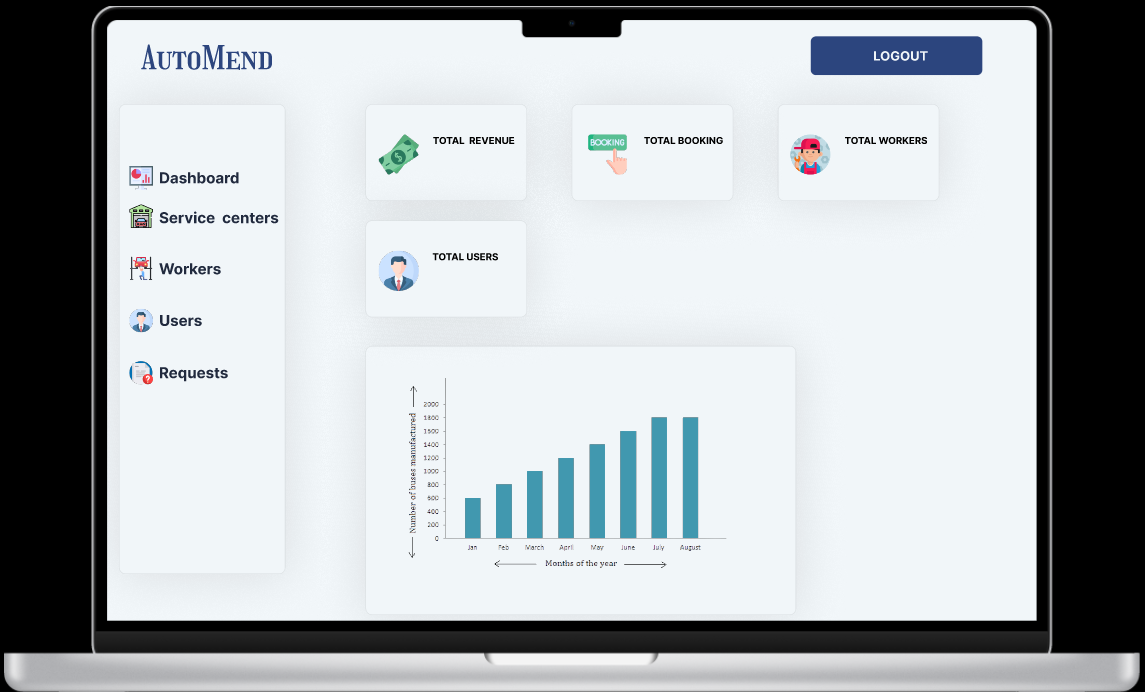 AUTOMEND
LOGOUT
Dashboard
Service centers
Workers
Users
Requests
TOTAL REVENUE
BOOKING
TOTAL BOOKING
TOTAL WORKERS
TOTAL USERS
Number of buses manufactured
2000
1800
1600
1400
1200
1000
800
600
400
200
0
Jan Feb March April May June July August
Months of the year